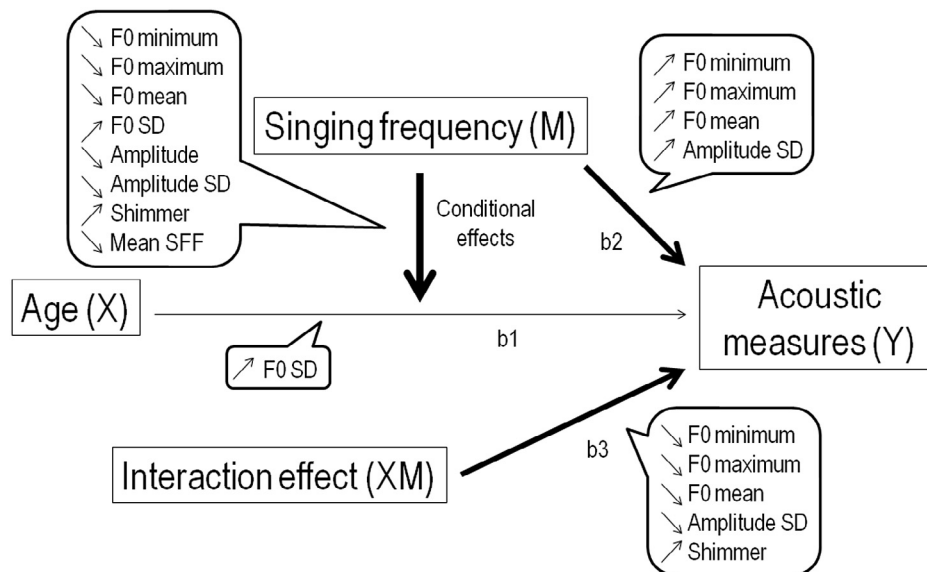 ↘ F0 minimum
↘ F0 maximum
↘ F0 mean
↗ F0 SD
↘ Amplitude
↘ Amplitude SD
↗ Shimmer
↘ Mean SFF
Singing frequency (M)
↗ F0 minimum
↗ F0 maximum
↗ F0 mean
↗ Amplitude SD
Conditional
effects
b2
Age (X)
b1
↗ F0 SD
Acoustic
measures (Y)
Interaction effect (XM)
b3
↘ F0 minimum
↘ F0 maximum
↘ F0 mean
↘ Amplitude SD
↗ Shimmer